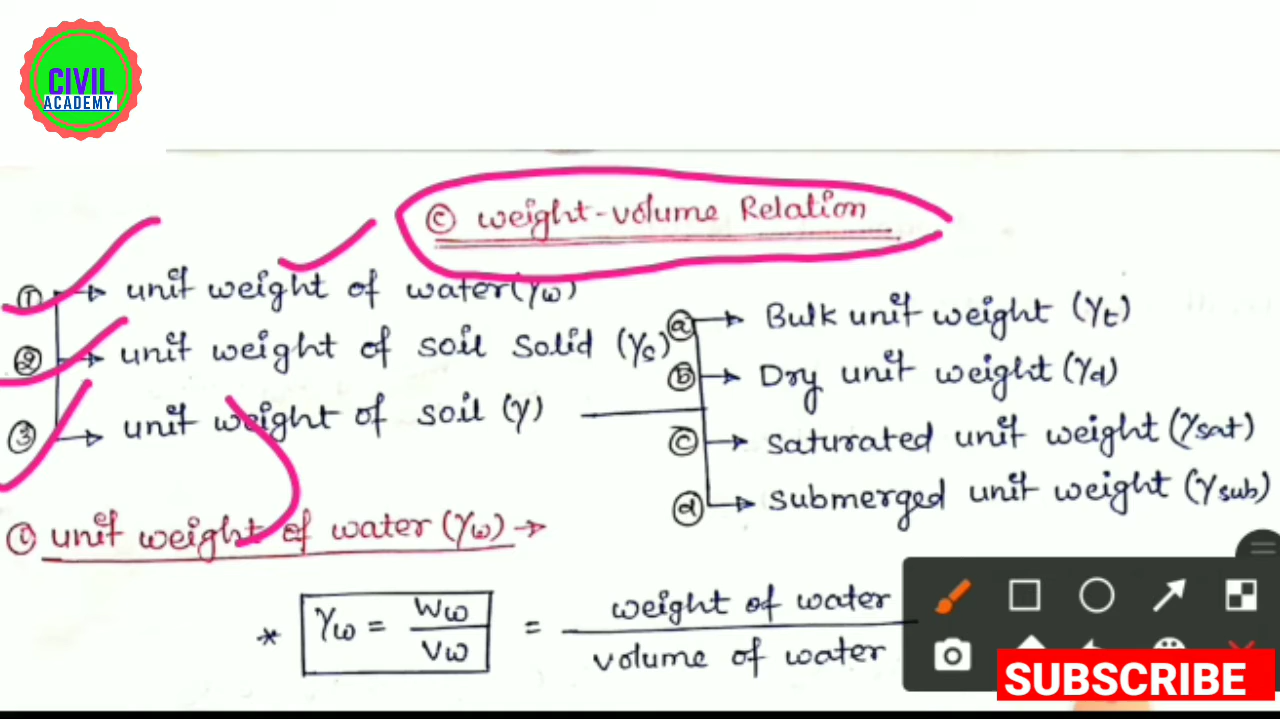 CIVIL
ACADEMY
Ⓒ weight-volume Relation
① → unit weight of water(γω)
② → unit weight of soil solid (γs)
③ → unit weight of soil (γ)
ⓐ → Bulk unit weight (γt)
ⓑ → Dry unit weight (γd)
ⓒ → saturated unit weight (γsat)
ⓓ → submerged unit weight (γsub)
① unit weight of water (γω) →
* γω = Wω / Vω = weight of water / volume of water
SUBSCRIBE